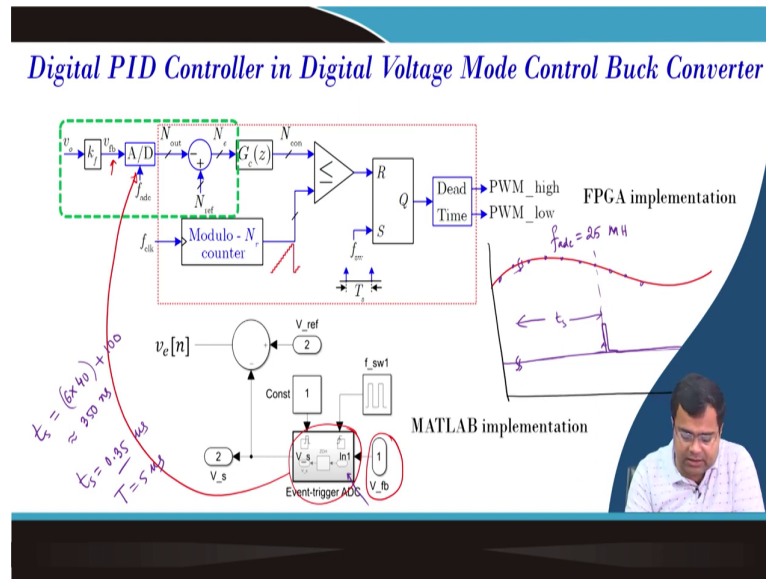 Digital PID Controller in Digital Voltage Mode Control Buck Converter
v_o
k_f
v_fb
A/D
N_out
-
+
N_e
G_c(z)
N_con
≤
R
Q
S
Dead
Time
PWM_high
PWM_low
FPGA implementation
f_adc
N_ref
f_clk
Modulo - N_r
counter
f_sw
T_s
f_adc = 25 MH
t_s
v_e[n]
V_ref
2
f_sw1
Const
1
MATLAB implementation
2
V_s
V_s
In1
1
V_fb
Event-trigger ADC
t_s = (6×40) + 100
≈ 350 ns
t_s = 0.35 µs
T = 5 µs